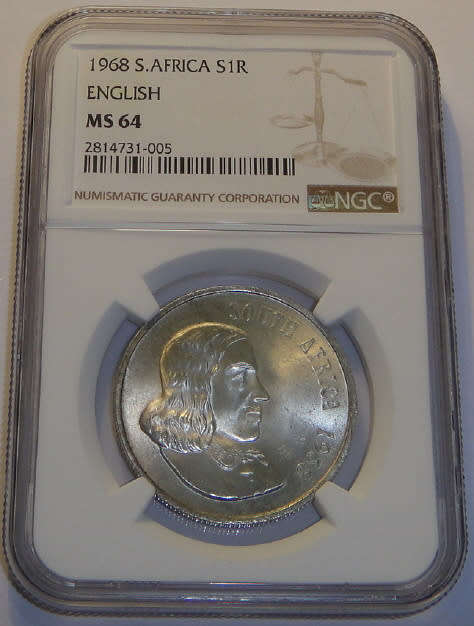 1968 S.AFRICA S1R
ENGLISH
MS 64
2814731-005
NUMISMATIC GUARANTY CORPORATION
NGC®
SOUTH AFRICA 1968